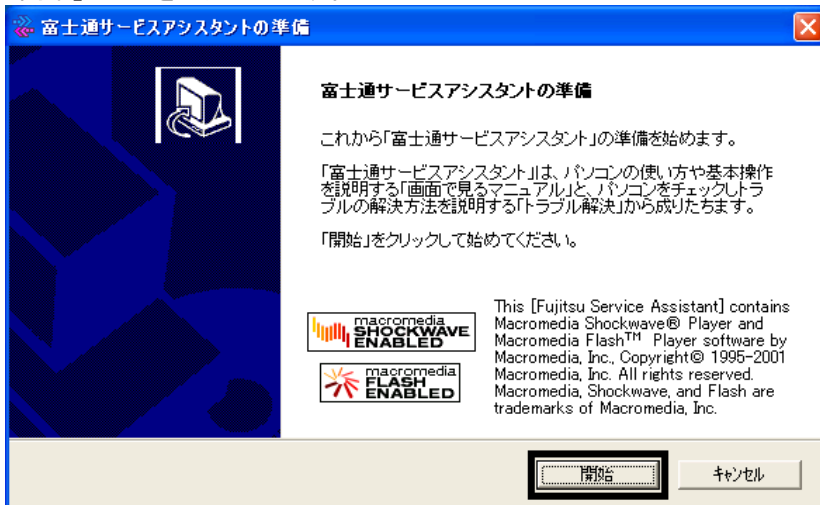 富士通サービスアシスタントの準備
富士通サービスアシスタントの準備
これから「富士通サービスアシスタント」の準備を始めます。
「富士通サービスアシスタント」は、パソコンの使い方や基本操作
を説明する「画面で見るマニュアル」と、パソコンをチェックしトラ
ブルの解決方法を説明する「トラブル解決」から成りたちます。
「開始」をクリックして始めてください。
macromedia
SHOCKWAVE
ENABLED
macromedia
FLASH
ENABLED
This [Fujitsu Service Assistant] contains
Macromedia Shockwave® Player and
Macromedia Flash™ Player software by
Macromedia, Inc., Copyright© 1995-2001
Macromedia, Inc. All rights reserved.
Macromedia, Shockwave, and Flash are
trademarks of Macromedia, Inc.
開始
キャンセル